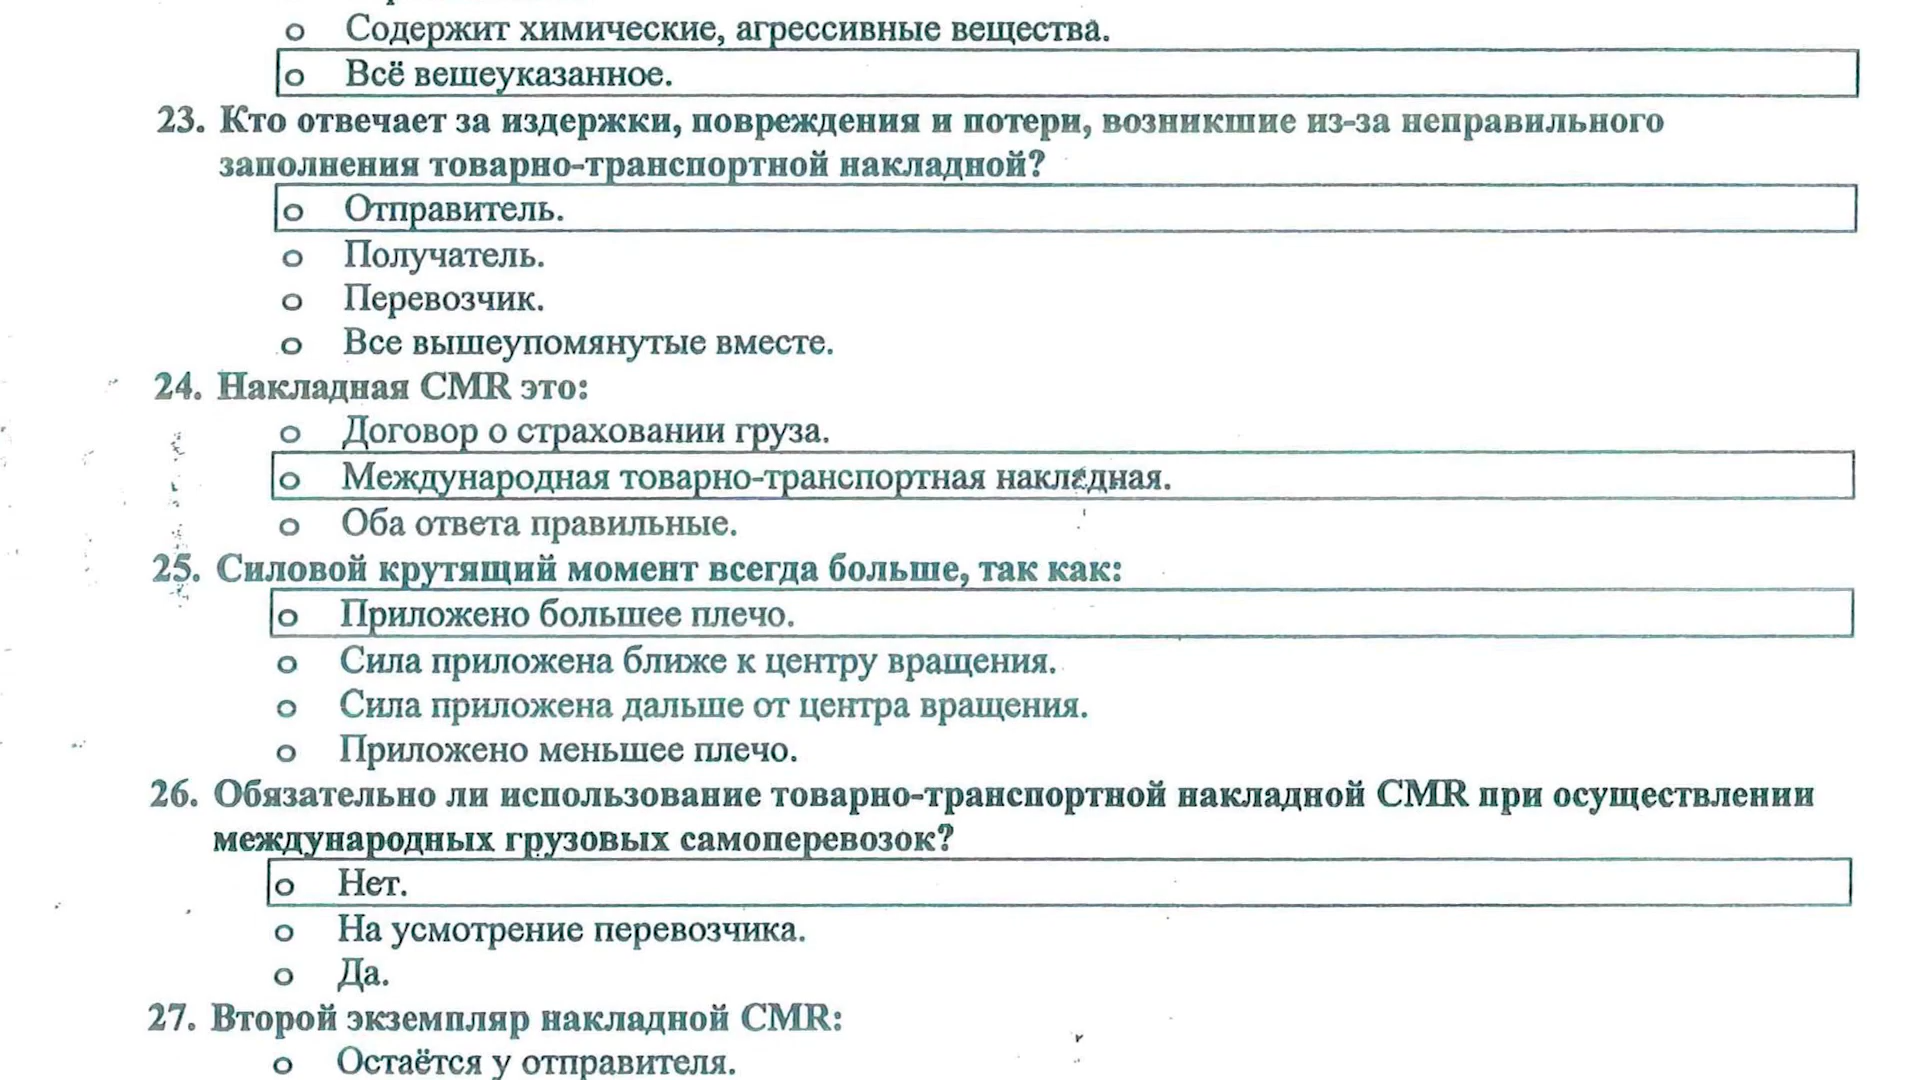 o Содержит химические, агрессивные вещества.
o Всё вешеуказанное.
23. Кто отвечает за издержки, повреждения и потери, возникшие из-за неправильного
заполнения товарно-транспортной накладной?
o Отправитель.
o Получатель.
o Перевозчик.
o Все вышеупомянутые вместе.
24. Накладная CMR это:
o Договор о страховании груза.
o Международная товарно-транспортная накладная.
o Оба ответа правильные.
25. Силовой крутящий момент всегда больше, так как:
o Приложено большее плечо.
o Сила приложена ближе к центру вращения.
o Сила приложена дальше от центра вращения.
o Приложено меньшее плечо.
26. Обязательно ли использование товарно-транспортной накладной CMR при осуществлении
международных грузовых самоперевозок?
o Нет.
o На усмотрение перевозчика.
o Да.
27. Второй экземпляр накладной CMR:
o Остаётся у отправителя.